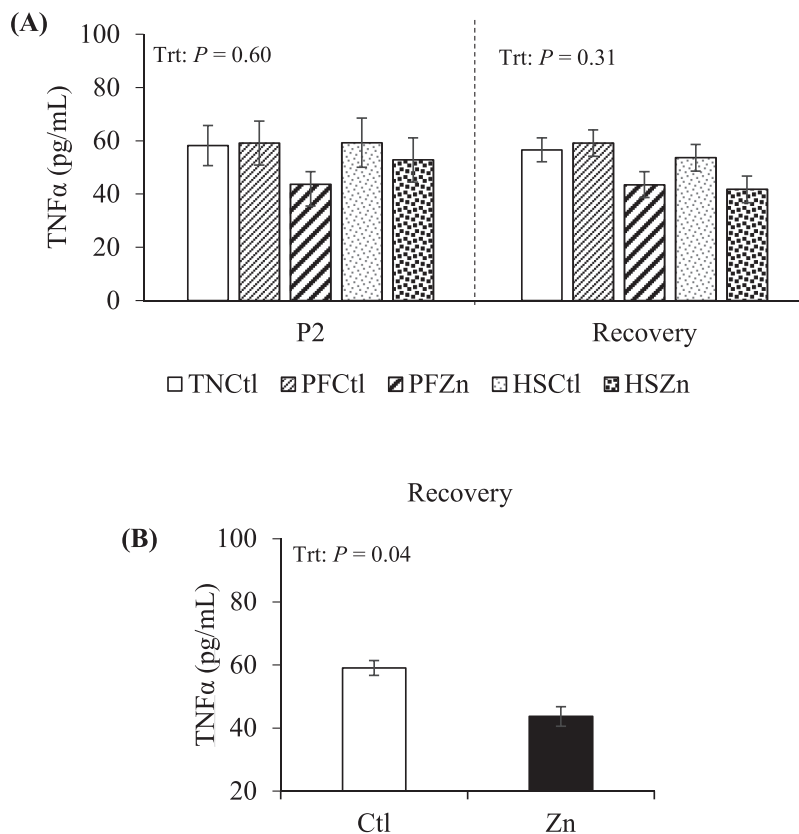 (A)
100
80
60
40
20
0
TNFα (pg/mL)
Trt: P = 0.60
Trt: P = 0.31
P2
Recovery
TNCtl PFCtl PFZn HSCtl HSZn
Recovery
(B)
100
80
60
40
20
TNFα (pg/mL)
Trt: P = 0.04
Ctl
Zn